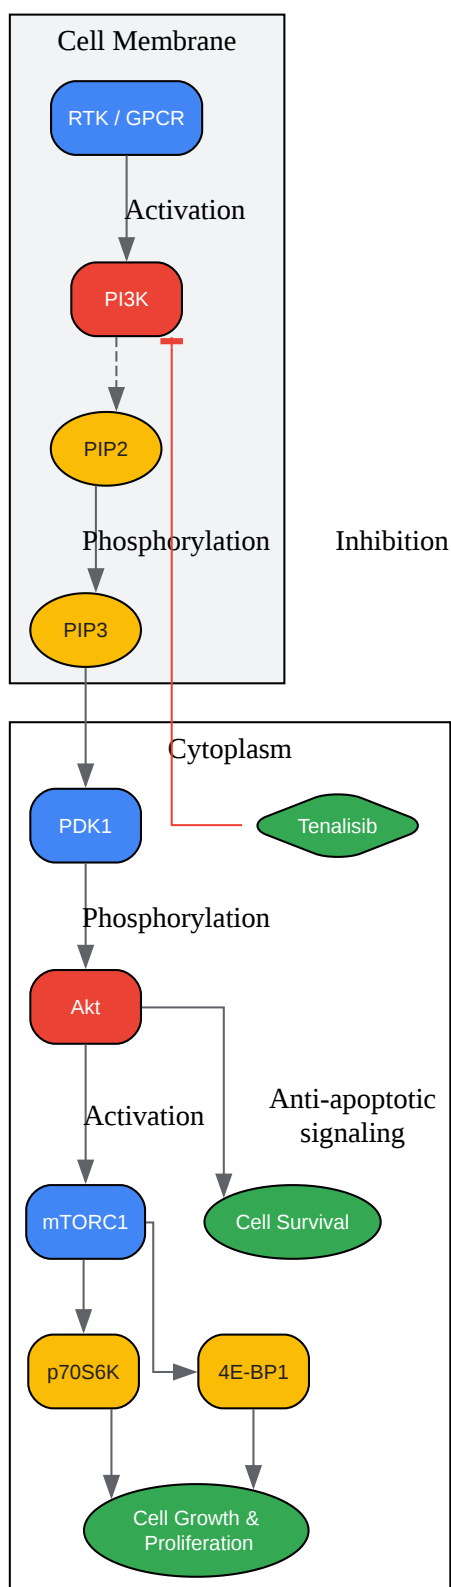 Cell Membrane
RTK / GPCR
Activation
PI3K
PIP2
Phosphorylation
Inhibition
PIP3
Cytoplasm
PDK1
Tenalisib
Phosphorylation
Akt
Activation
Anti-apoptotic
signaling
mTORC1
Cell Survival
p70S6K
4E-BP1
Cell Growth &
Proliferation